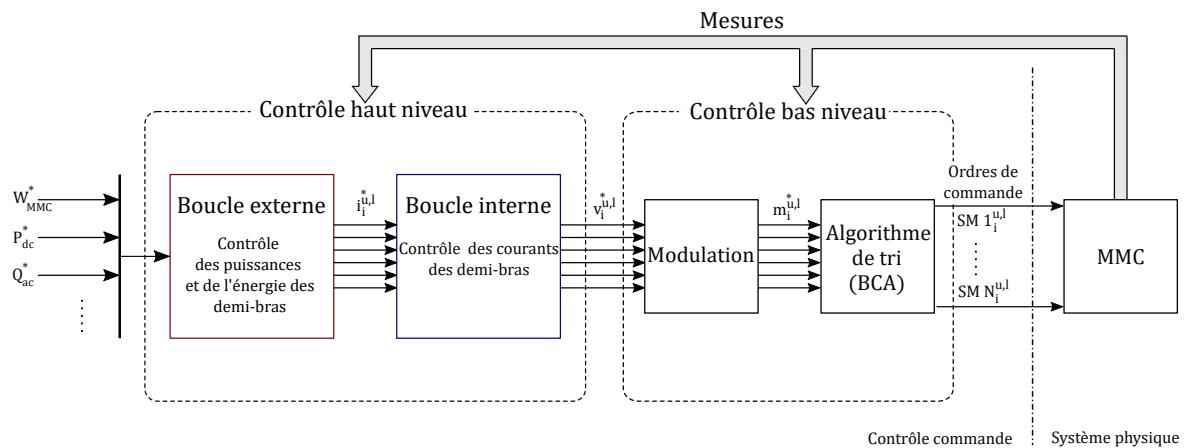 Mesures
Contrôle haut niveau
Contrôle bas niveau
W*MMC
P*dc
Q*ac
Boucle externe
Contrôle
des puissances
et de l'énergie des
demi-bras
i*u,l i
Boucle interne
Contrôle des courants
des demi-bras
v*u,l i
Modulation
m*u,l i
Algorithme
de tri
(BCA)
Ordres de
commande
SM 1u,l i
SM Nu,l i
MMC
Contrôle commande
Système physique